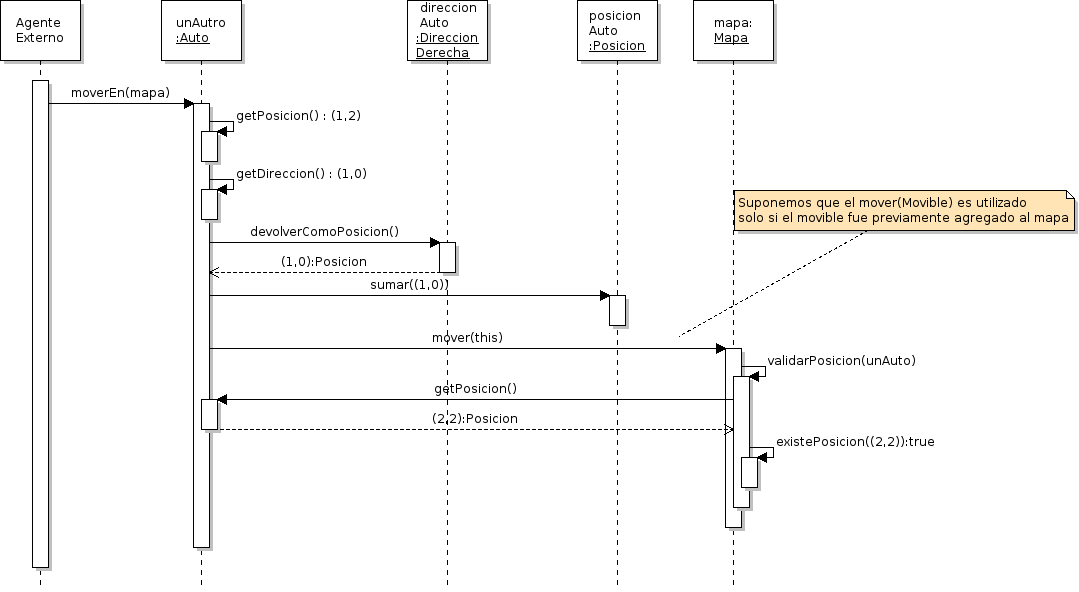 Agente
Externo
unAutro
:Auto
direccion
Auto
:Direccion
Derecha
posicion
Auto
:Posicion
mapa:
Mapa
moverEn(mapa)
getPosicion() : (1,2)
getDireccion() : (1,0)
Suponemos que el mover(Movible) es utilizado
solo si el movible fue previamente agregado al mapa
devolverComoPosicion()
(1,0):Posicion
sumar((1,0))
mover(this)
validarPosicion(unAuto)
getPosicion()
(2,2):Posicion
existePosicion((2,2)):true